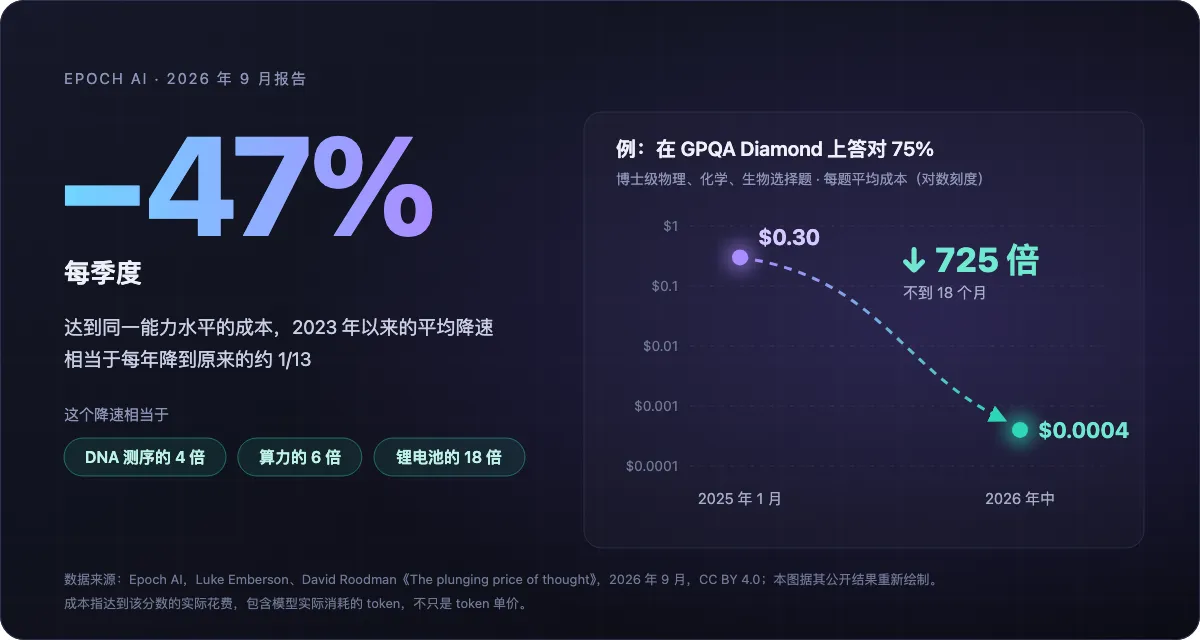 EPOCH AI · 2026 年 9 月报告
−47%
每季度
达到同一能力水平的成本，2023 年以来的平均降速
相当于每年降到原来的约 1/13
这个降速相当于
DNA 测序的 4 倍
算力的 6 倍
锂电池的 18 倍
例：在 GPQA Diamond 上答对 75%
博士级物理、化学、生物选择题 · 每题平均成本（对数刻度）
$1
$0.1
$0.01
$0.001
$0.0001
$0.30
↓ 725 倍
不到 18 个月
$0.0004
2025 年 1 月
2026 年中
数据来源：Epoch AI，Luke Emberson、David Roodman《The plunging price of thought》，2026 年 9 月，CC BY 4.0；本图据其公开结果重新绘制。
成本指达到该分数的实际花费，包含模型实际消耗的 token，不只是 token 单价。